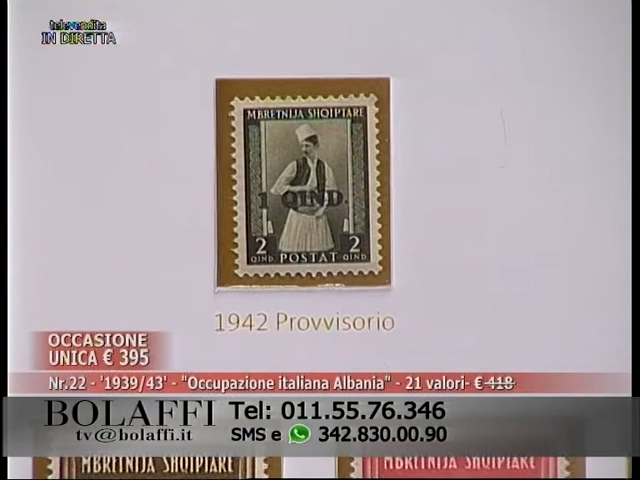 televendita
IN DIRETTA
MBRETNIJA SHQIPTARE
1 QIND.
2 2
QIND. POSTAT QIND.
1942 Provvisorio
OCCASIONE
UNICA € 395
Nr.22 - '1939/43' - "Occupazione italiana Albania" - 21 valori- € 418
BOLAFFI Tel: 011.55.76.346
tv@bolaffi.it SMS e 342.830.00.90
MBRETNIJA SHQIPTARE MBRETNIJA SHQIPTARE